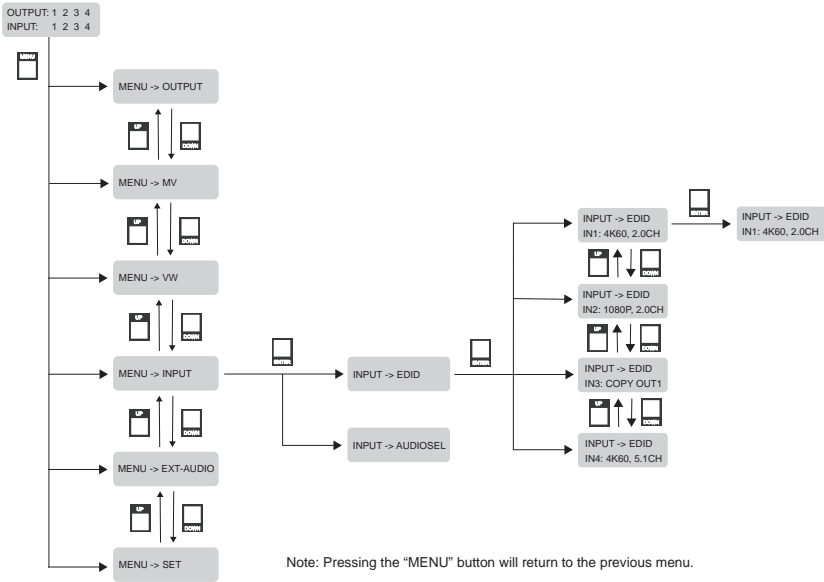 OUTPUT: 1 2 3 4
INPUT: 1 2 3 4
MENU
MENU -> OUTPUT
UP
DOWN
MENU -> MV
UP
DOWN
MENU -> VW
UP
DOWN
MENU -> INPUT
ENTER
INPUT -> EDID
INPUT -> AUDIOSEL
UP
DOWN
MENU -> EXT-AUDIO
UP
DOWN
MENU -> SET
ENTER
INPUT -> EDID
IN1: 4K60, 2.0CH
ENTER
INPUT -> EDID
IN1: 4K60, 2.0CH
UP
DOWN
INPUT -> EDID
IN2: 1080P, 2.0CH
UP
DOWN
INPUT -> EDID
IN3: COPY OUT1
UP
DOWN
INPUT -> EDID
IN4: 4K60, 5.1CH
Note: Pressing the “MENU” button will return to the previous menu.